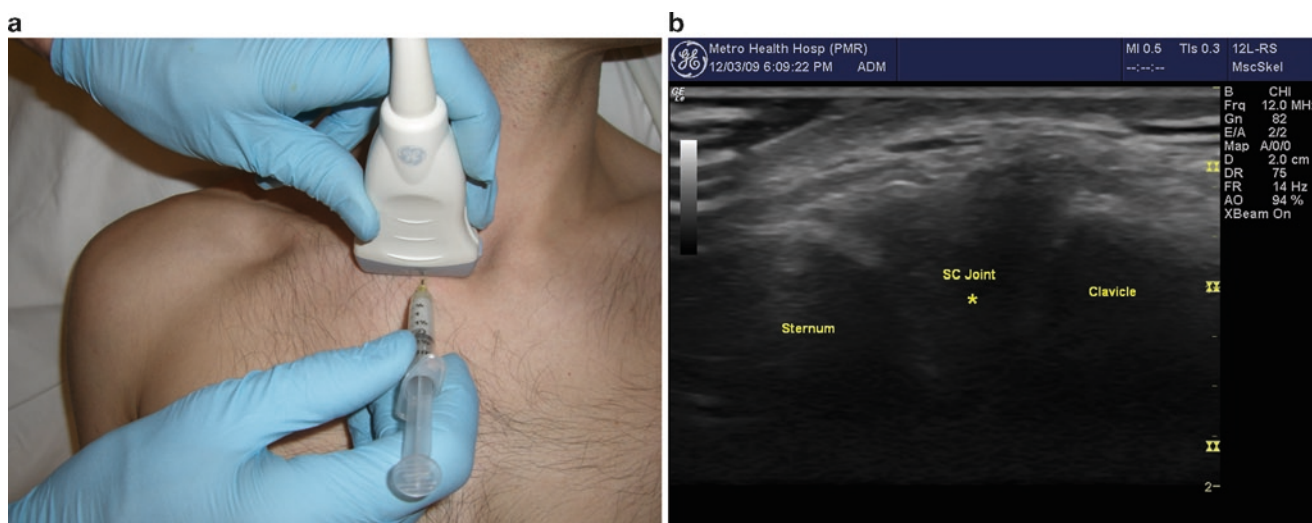 a
b
GE
Metro Health Hosp (PMR)
MI 0.5 TIs 0.3
12L-RS
12/03/09 6:09:22 PM ADM
--:--:--
MscSkel
B CHI
Frq 12.0 MHz
Gn 82
E/A 2/2
Map A/0/0
D 2.0 cm
DR 75
FR 14 Hz
AO 94 %
XBeam On
SC Joint
*
Clavicle
Sternum
2-